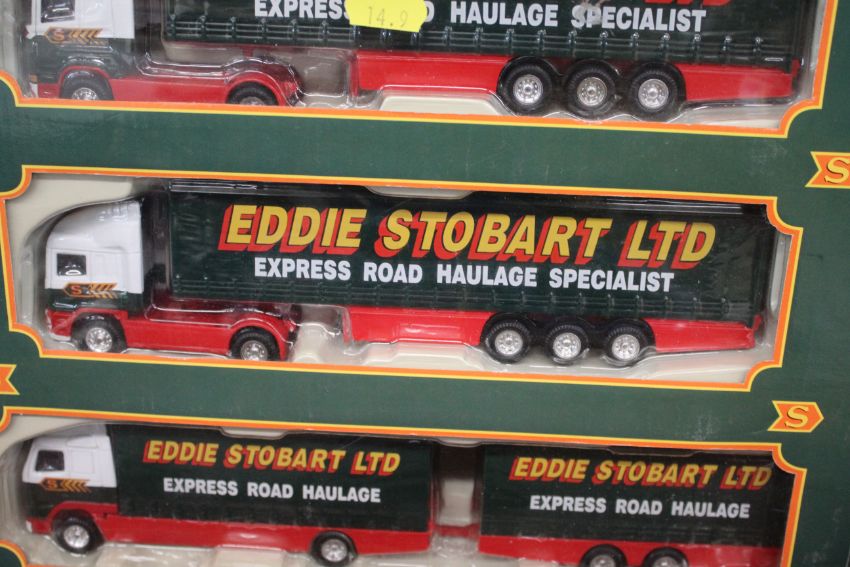 14.9
TD
EXPRESS ROAD HAULAGE SPECIALIST
S
S
EDDIE STOBART LTD
EXPRESS ROAD HAULAGE SPECIALIST
S
S
EDDIE STOBART LTD
EXPRESS ROAD HAULAGE
S
EDDIE STOBART LTD
EXPRESS ROAD HAULAGE